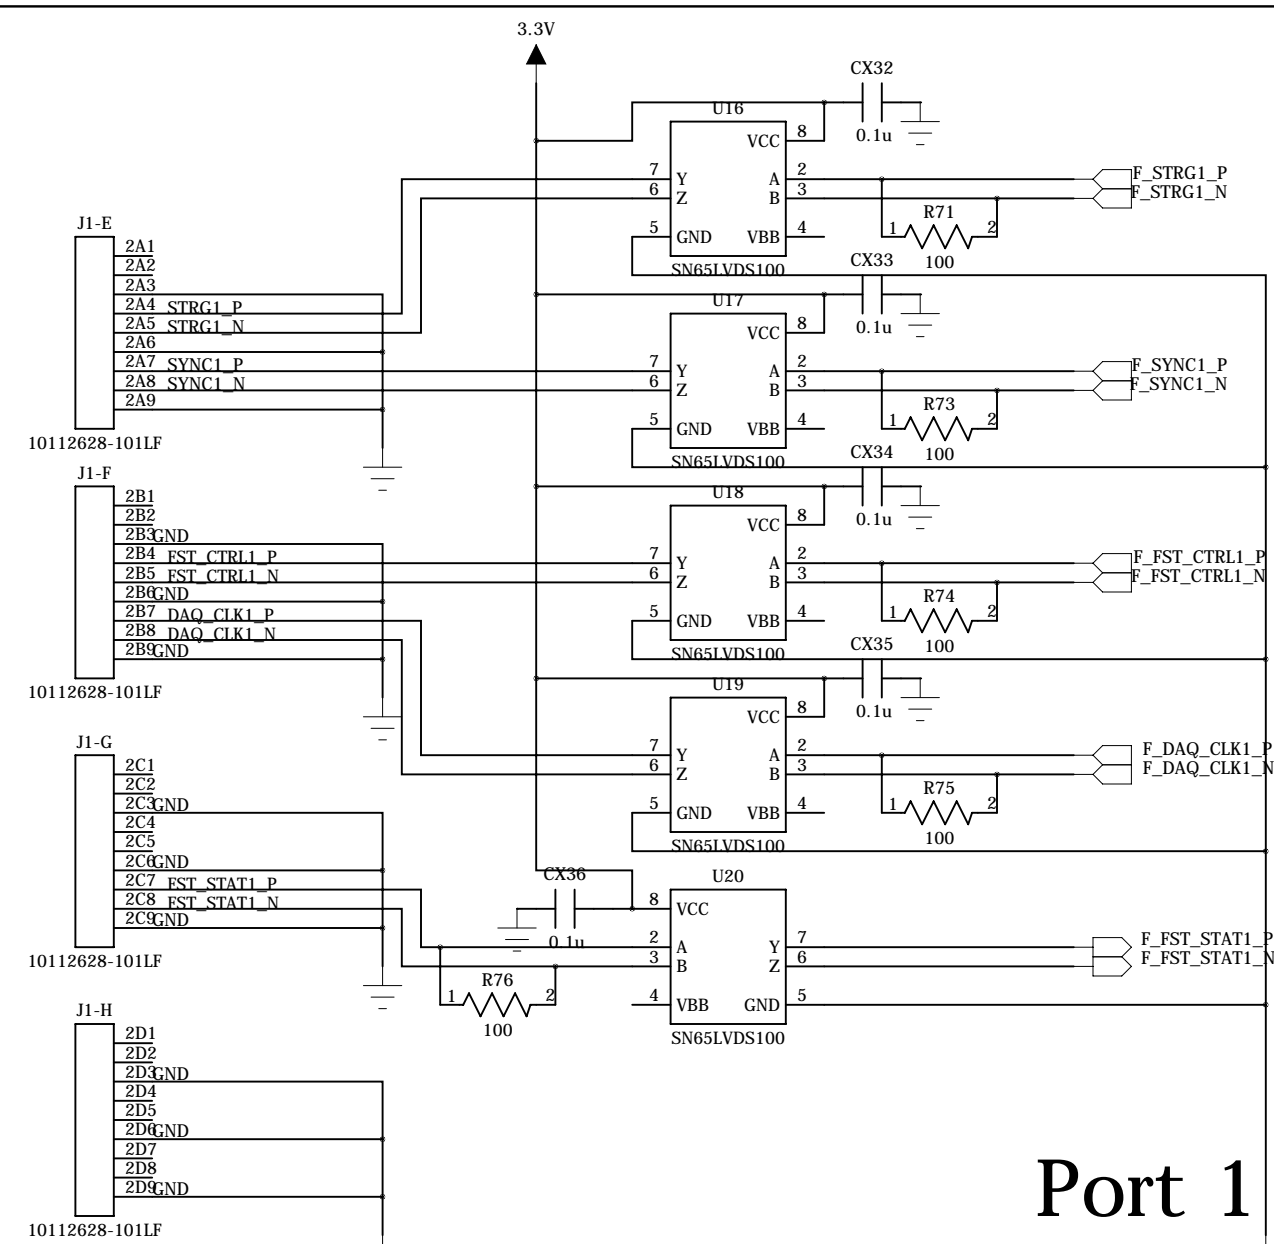 3.3V
CX32
0.1u
U16
VCC 8
7 Y A 2
6 Z B 3
5 GND VBB 4
SN65LVDS100
F_STRG1_P
F_STRG1_N
R71
1 2
100
J1-E
2A1
2A2
2A3
2A4 STRG1_P
2A5 STRG1_N
2A6
2A7 SYNC1_P
2A8 SYNC1_N
2A9
10112628-101LF
CX33
0.1u
U17
VCC 8
7 Y A 2
6 Z B 3
5 GND VBB 4
SN65LVDS100
F_SYNC1_P
F_SYNC1_N
R73
1 2
100
J1-F
2B1
2B2
2B3 GND
2B4 FST_CTRL1_P
2B5 FST_CTRL1_N
2B6 GND
2B7 DAQ_CLK1_P
2B8 DAQ_CLK1_N
2B9 GND
10112628-101LF
CX34
0.1u
U18
VCC 8
7 Y A 2
6 Z B 3
5 GND VBB 4
SN65LVDS100
F_FST_CTRL1_P
F_FST_CTRL1_N
R74
1 2
100
CX35
0.1u
U19
VCC 8
7 Y A 2
6 Z B 3
5 GND VBB 4
SN65LVDS100
F_DAQ_CLK1_P
F_DAQ_CLK1_N
R75
1 2
100
J1-G
2C1
2C2
2C3 GND
2C4
2C5
2C6 GND
2C7 FST_STAT1_P
2C8 FST_STAT1_N
2C9 GND
10112628-101LF
CX36
0.1u
U20
8 VCC
2 A Y 7
3 B Z 6
4 VBB GND 5
SN65LVDS100
F_FST_STAT1_P
F_FST_STAT1_N
R76
1 2
100
J1-H
2D1
2D2
2D3 GND
2D4
2D5
2D6 GND
2D7
2D8
2D9 GND
10112628-101LF
Port 1